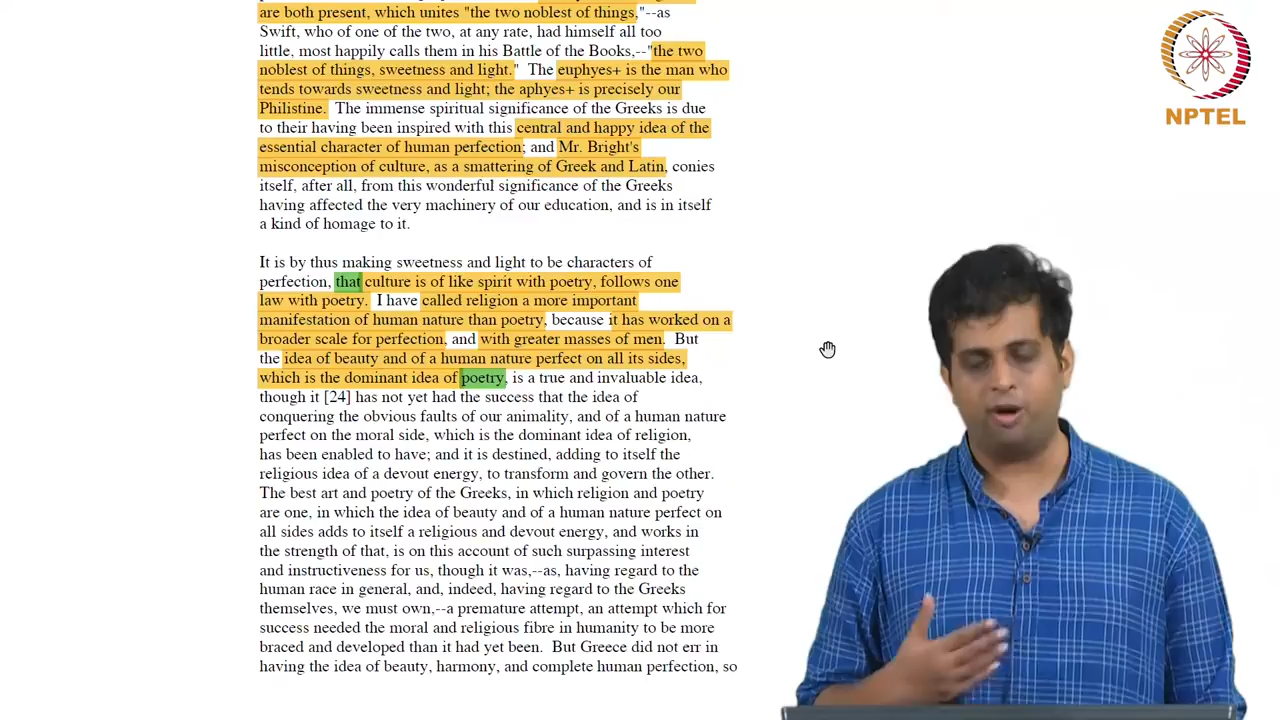 are both present, which unites "the two noblest of things,"--as
Swift, who of one of the two, at any rate, had himself all too
little, most happily calls them in his Battle of the Books,--"the two
noblest of things, sweetness and light."  The euphyes+ is the man who
tends towards sweetness and light; the aphyes+ is precisely our
Philistine.  The immense spiritual significance of the Greeks is due
to their having been inspired with this central and happy idea of the
essential character of human perfection; and Mr. Bright's
misconception of culture, as a smattering of Greek and Latin, conies
itself, after all, from this wonderful significance of the Greeks
having affected the very machinery of our education, and is in itself
a kind of homage to it.
It is by thus making sweetness and light to be characters of
perfection, that culture is of like spirit with poetry, follows one
law with poetry.  I have called religion a more important
manifestation of human nature than poetry, because it has worked on a
broader scale for perfection, and with greater masses of men.  But
the idea of beauty and of a human nature perfect on all its sides,
which is the dominant idea of poetry, is a true and invaluable idea,
though it [24] has not yet had the success that the idea of
conquering the obvious faults of our animality, and of a human nature
perfect on the moral side, which is the dominant idea of religion,
has been enabled to have; and it is destined, adding to itself the
religious idea of a devout energy, to transform and govern the other.
The best art and poetry of the Greeks, in which religion and poetry
are one, in which the idea of beauty and of a human nature perfect on
all sides adds to itself a religious and devout energy, and works in
the strength of that, is on this account of such surpassing interest
and instructiveness for us, though it was,--as, having regard to the
human race in general, and, indeed, having regard to the Greeks
themselves, we must own,--a premature attempt, an attempt which for
success needed the moral and religious fibre in humanity to be more
braced and developed than it had yet been.  But Greece did not err in
having the idea of beauty, harmony, and complete human perfection, so
NPTEL